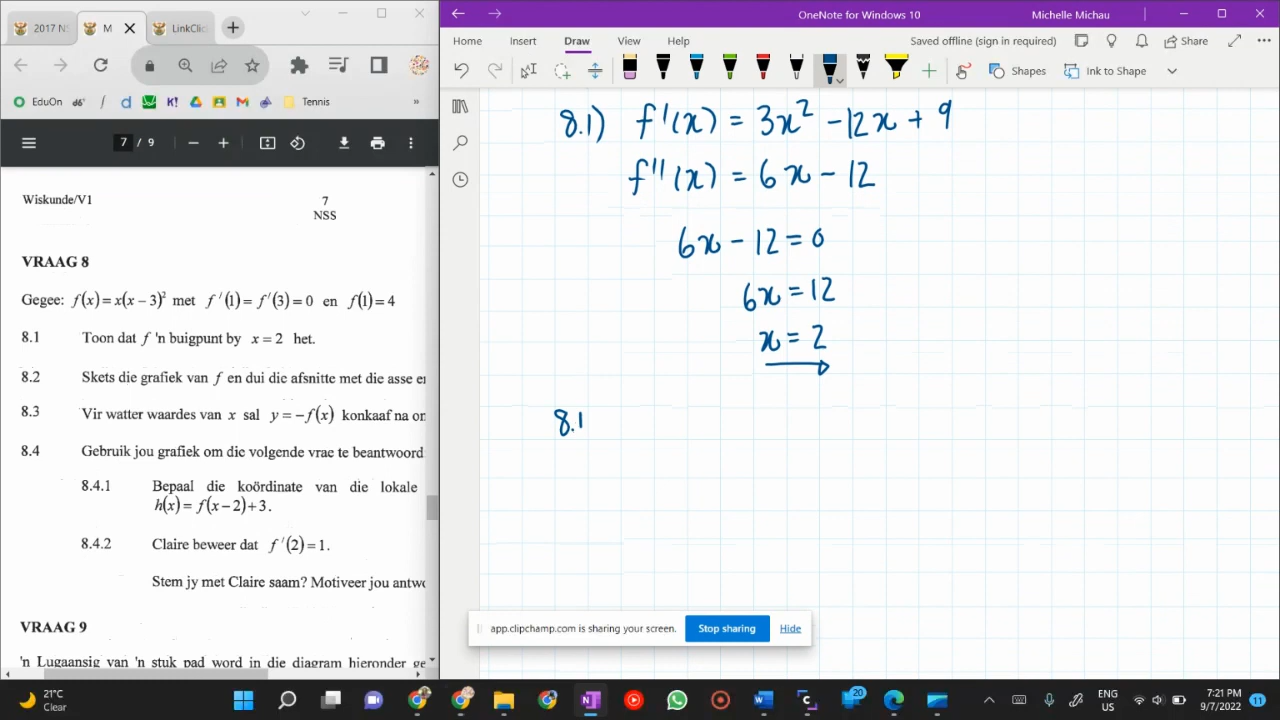 2017 NS
M
LinkClic
OneNote for Windows 10
Michelle Michau
Home
Insert
Draw
View
Help
Saved offline (sign in required)
Share
Shapes
Ink to Shape
EduOn
Tennis
»
7 / 9
Wiskunde/V1
7
NSS
VRAAG 8
Gegee: f(x) = x(x − 3)² met f ′(1) = f ′(3) = 0 en f(1) = 4
8.1 Toon dat f 'n buigpunt by x = 2 het.
8.2 Skets die grafiek van f en dui die afsnitte met die asse en
8.3 Vir watter waardes van x sal y = −f(x) konkaaf na on
8.4 Gebruik jou grafiek om die volgende vrae te beantwoord
8.4.1 Bepaal die koördinate van die lokale
h(x) = f(x − 2) + 3.
8.4.2 Claire beweer dat f ′(2) = 1.
Stem jy met Claire saam? Motiveer jou antwo
VRAAG 9
'n Lugaansig van 'n stuk pad word in die diagram hieronder ge
8.1) f'(x) = 3x² − 12x + 9
f''(x) = 6x − 12
6x − 12 = 0
6x = 12
x = 2
8.1
app.clipchamp.com is sharing your screen.
Stop sharing
Hide
21°C
Clear
20
ENG
US
7:21 PM
9/7/2022
11